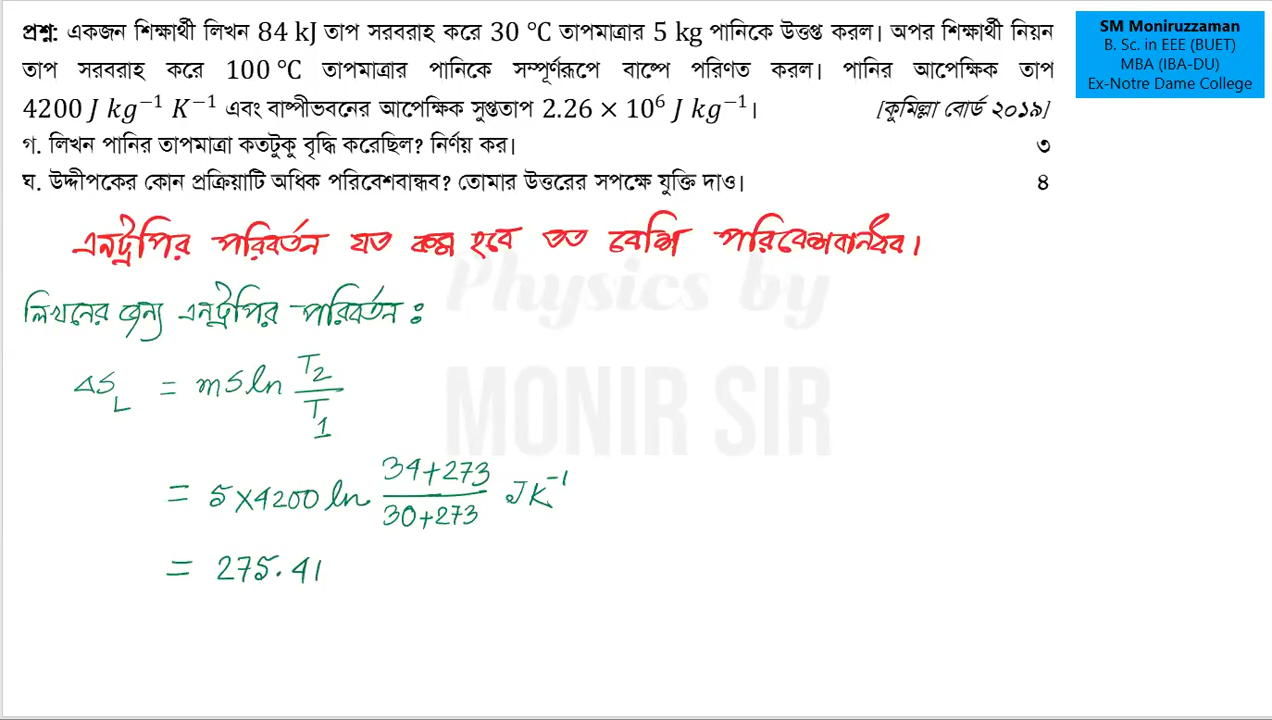 প্রশ্ন: একজন শিক্ষার্থী লিখন 84 kJ তাপ সরবরাহ করে 30 °C তাপমাত্রার 5 kg পানিকে উত্তপ্ত করল। অপর শিক্ষার্থী নিয়ন
তাপ সরবরাহ করে 100 °C তাপমাত্রার পানিকে সম্পূর্ণরূপে বাষ্পে পরিণত করল। পানির আপেক্ষিক তাপ
4200 J kg⁻¹ K⁻¹ এবং বাষ্পীভবনের আপেক্ষিক সুপ্ততাপ 2.26 × 10⁶ J kg⁻¹। [কুমিল্লা বোর্ড ২০১৯]
গ. লিখন পানির তাপমাত্রা কতটুকু বৃদ্ধি করেছিল? নির্ণয় কর। ৩
ঘ. উদ্দীপকের কোন প্রক্রিয়াটি অধিক পরিবেশবান্ধব? তোমার উত্তরের সপক্ষে যুক্তি দাও। ৪
SM Moniruzzaman
B. Sc. in EEE (BUET)
MBA (IBA-DU)
Ex-Notre Dame College
এনট্রপির পরিবর্তন যত কম হবে তত বেশি পরিবেশবান্ধব।
লিখনের জন্য এনট্রপির পরিবর্তন :
ΔS_L = mS ln T₂/T₁
= 5×4200 ln (34+273)/(30+273) JK⁻¹
= 275.41
Physics by
MONIR SIR